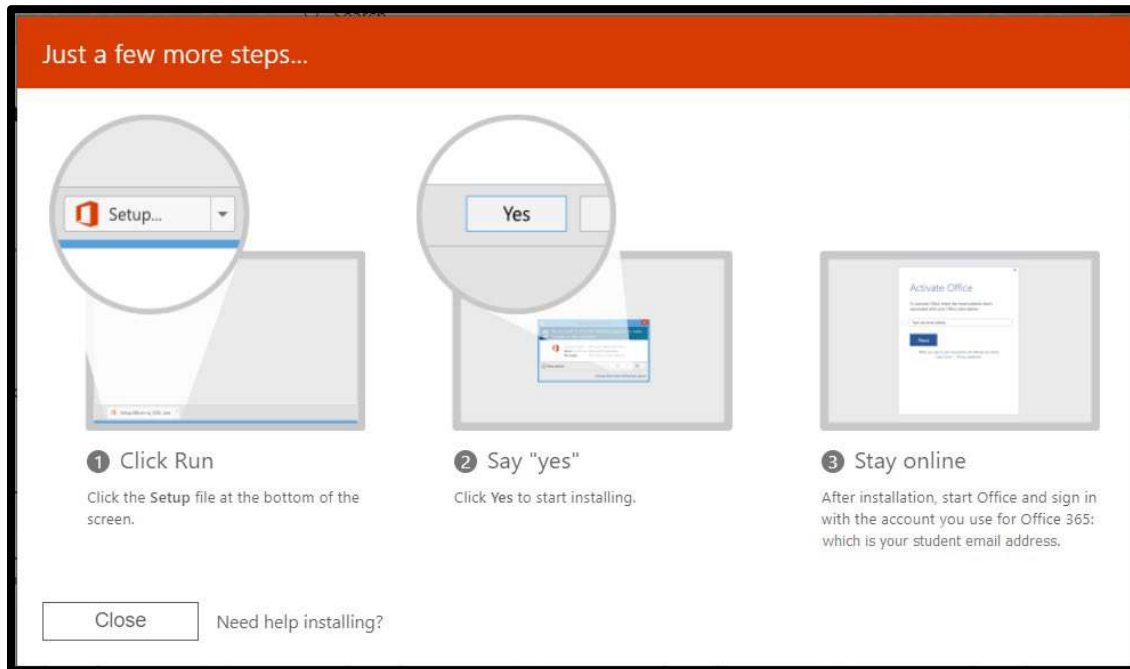 Search
Just a few more steps...
Setup...
Yes
Activate Office
Next
1 Click Run
2 Say "yes"
3 Stay online
Click the Setup file at the bottom of the
screen.
Click Yes to start installing.
After installation, start Office and sign in
with the account you use for Office 365:
which is your student email address.
Close
Need help installing?